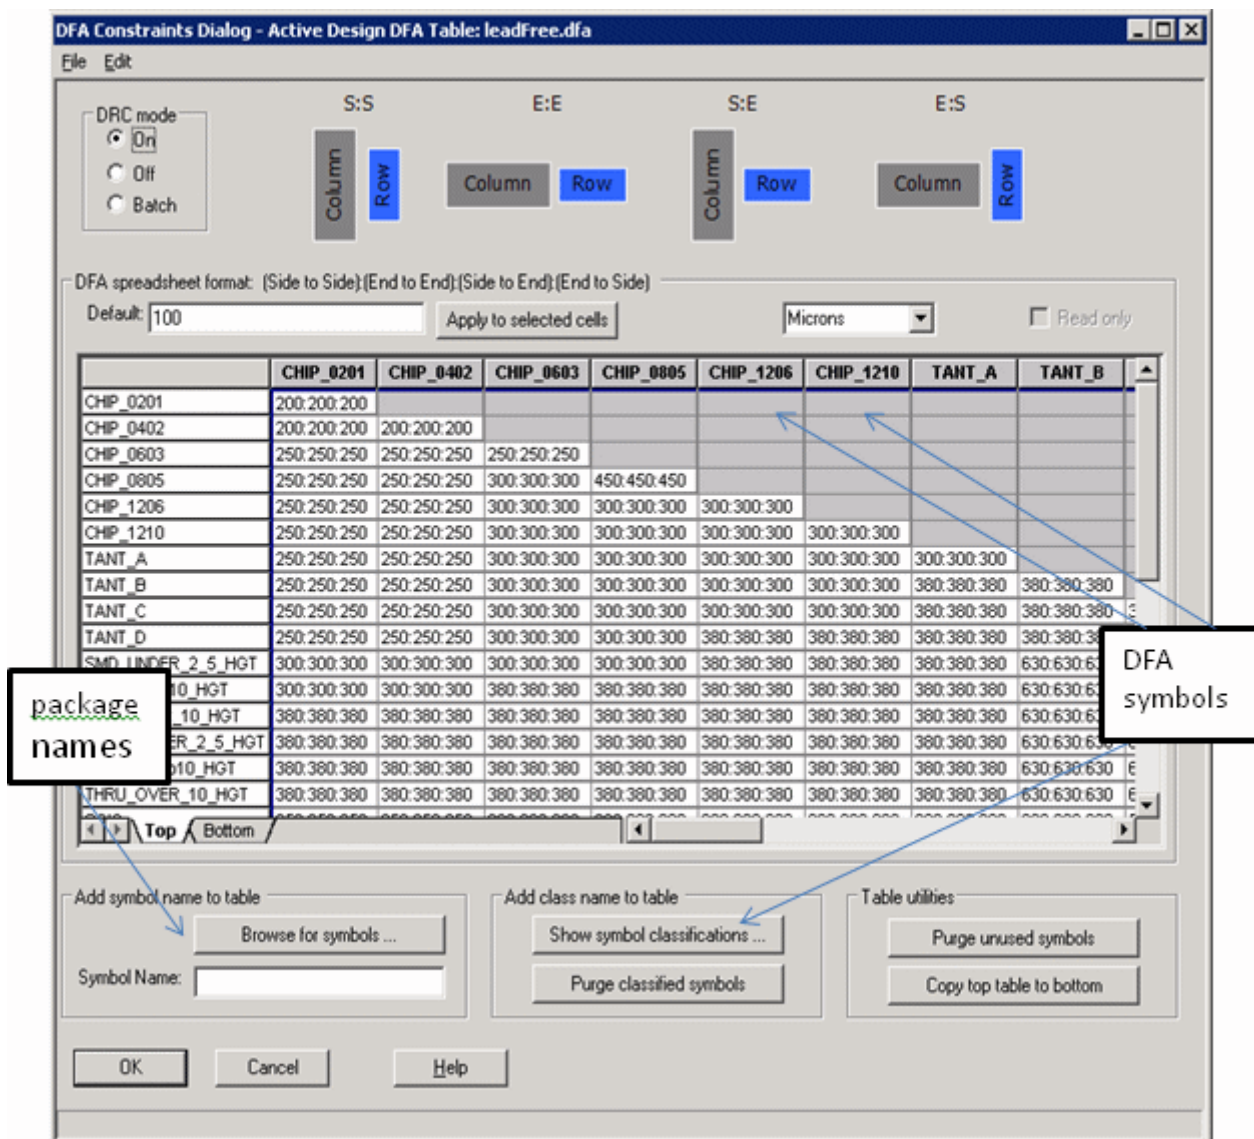 DFA Constraints Dialog - Active Design DFA Table: leadFree.dfa
File Edit
DRC mode
On
Off
Batch
S:S E:E S:E E:S
Column Row Column Row Column Row Column Row
DFA spreadsheet format: (Side to Side):(End to End):(Side to End):(End to Side)
Default: 100 Apply to selected cells Microns Read only
CHIP_0201 CHIP_0402 CHIP_0603 CHIP_0805 CHIP_1206 CHIP_1210 TANT_A TANT_B
CHIP_0201 200:200:200
CHIP_0402 200:200:200 200:200:200
CHIP_0603 250:250:250 250:250:250 250:250:250
CHIP_0805 250:250:250 250:250:250 300:300:300 450:450:450
CHIP_1206 250:250:250 250:250:250 300:300:300 300:300:300 300:300:300
CHIP_1210 250:250:250 250:250:250 300:300:300 300:300:300 300:300:300 300:300:300
TANT_A 250:250:250 250:250:250 300:300:300 300:300:300 300:300:300 300:300:300 300:300:300
TANT_B 250:250:250 250:250:250 300:300:300 300:300:300 300:300:300 300:300:300 380:380:380 380:380:380
TANT_C 250:250:250 250:250:250 300:300:300 300:300:300 300:300:300 300:300:300 380:380:380 380:380:380
TANT_D 250:250:250 250:250:250 300:300:300 300:300:300 380:380:380 380:380:380 380:380:380 380:380:38
SMD_UNDER_2_5_HGT 300:300:300 300:300:300 300:300:300 300:300:300 380:380:380 380:380:380 380:380:380 630:630:6
10_HGT 300:300:300 300:300:300 380:380:380 380:380:380 380:380:380 380:380:380 380:380:380 630:630:6
_10_HGT 380:380:380 380:380:380 380:380:380 380:380:380 380:380:380 380:380:380 380:380:380 630:630:6
ER_2_5_HGT 380:380:380 380:380:380 380:380:380 380:380:380 380:380:380 380:380:380 380:380:380 630:630:6
o10_HGT 380:380:380 380:380:380 380:380:380 380:380:380 380:380:380 380:380:380 380:380:380 630:630:630
THRU_OVER_10_HGT 380:380:380 380:380:380 380:380:380 380:380:380 380:380:380 380:380:380 380:380:380 630:630:630
package
names
DFA
symbols
Top Bottom
Add symbol name to table
Browse for symbols ...
Symbol Name:
Add class name to table
Show symbol classifications ...
Purge classified symbols
Table utilities
Purge unused symbols
Copy top table to bottom
OK Cancel Help